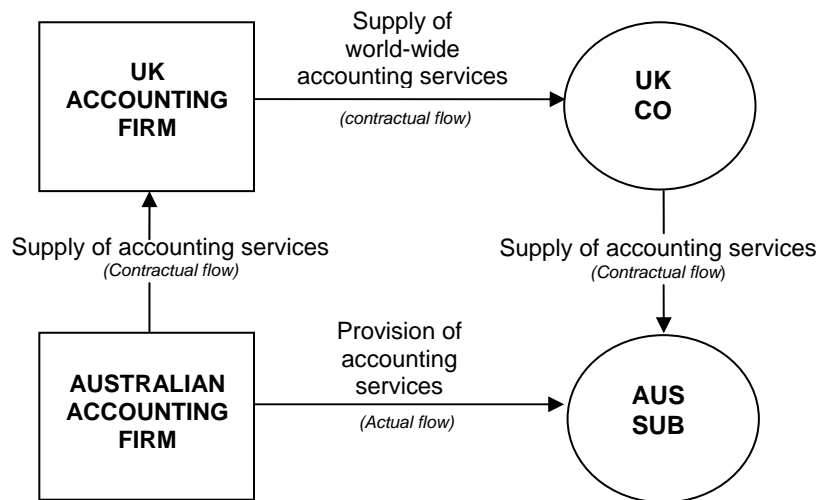 Supply of
world-wide
accounting services
(contractual flow)
UK
ACCOUNTING
FIRM
UK
CO
Supply of accounting services
(Contractual flow)
Supply of accounting services
(Contractual flow)
Provision of
accounting
services
(Actual flow)
AUSTRALIAN
ACCOUNTING
FIRM
AUS
SUB